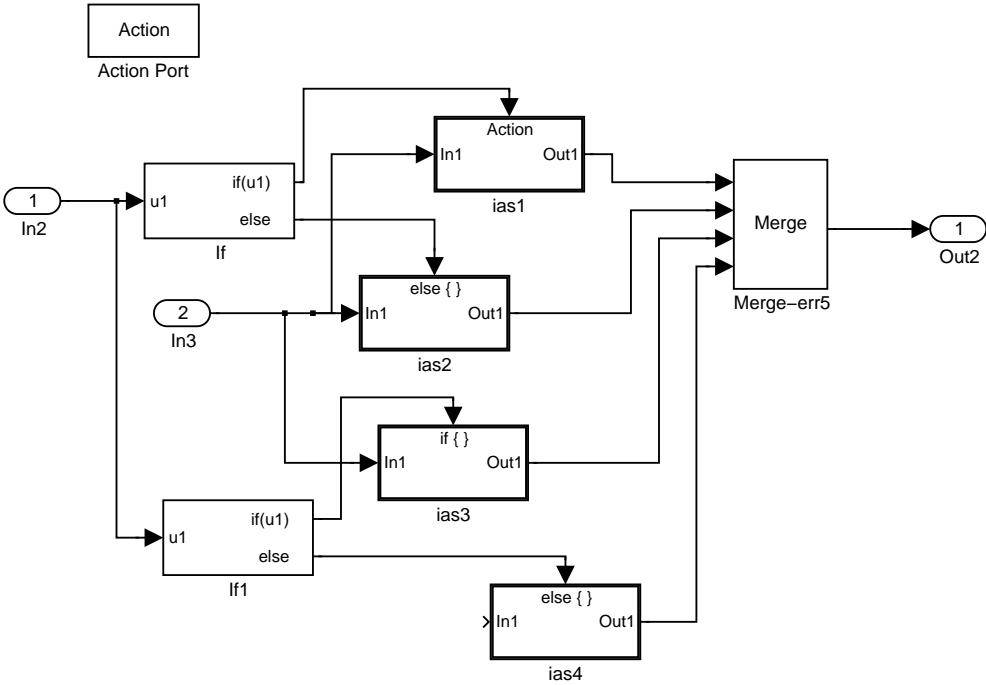 Action
Action Port
Action
In1
Out1
ias1
1
In2
u1
if(u1)
else
If
Merge
Merge−err5
1
Out2
else { }
In1
Out1
ias2
2
In3
if { }
In1
Out1
ias3
u1
if(u1)
else
If1
else { }
In1
Out1
ias4